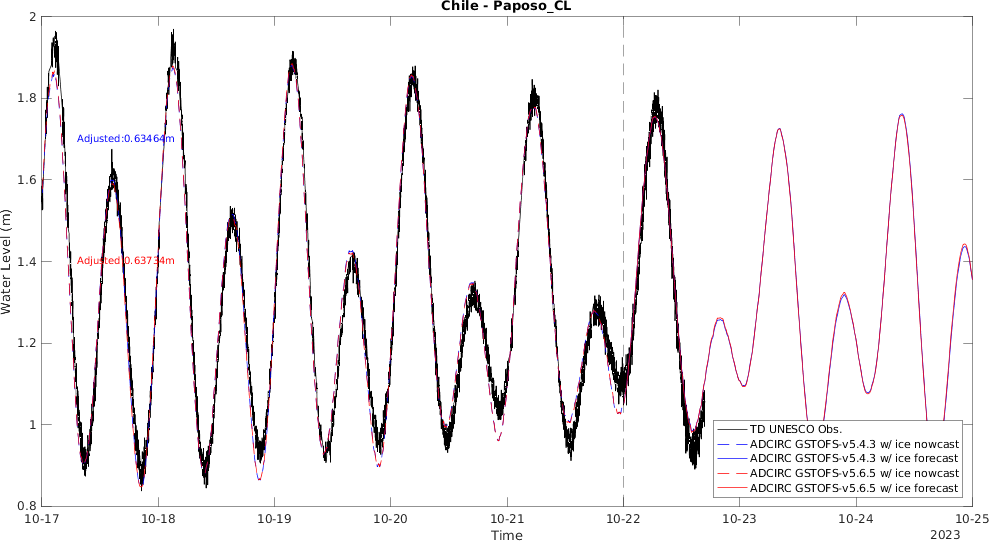 Chile - Paposo_CL
2
1.8
1.6
1.4
1.2
1
0.8
Water Level (m)
Adjusted:0.63464m
Adjusted:0.63734m
TD UNESCO Obs.
ADCIRC GSTOFS-v5.4.3 w/ ice nowcast
ADCIRC GSTOFS-v5.4.3 w/ ice forecast
ADCIRC GSTOFS-v5.6.5 w/ ice nowcast
ADCIRC GSTOFS-v5.6.5 w/ ice forecast
10-17 10-18 10-19 10-20 10-21 10-22 10-23 10-24 10-25
Time
2023